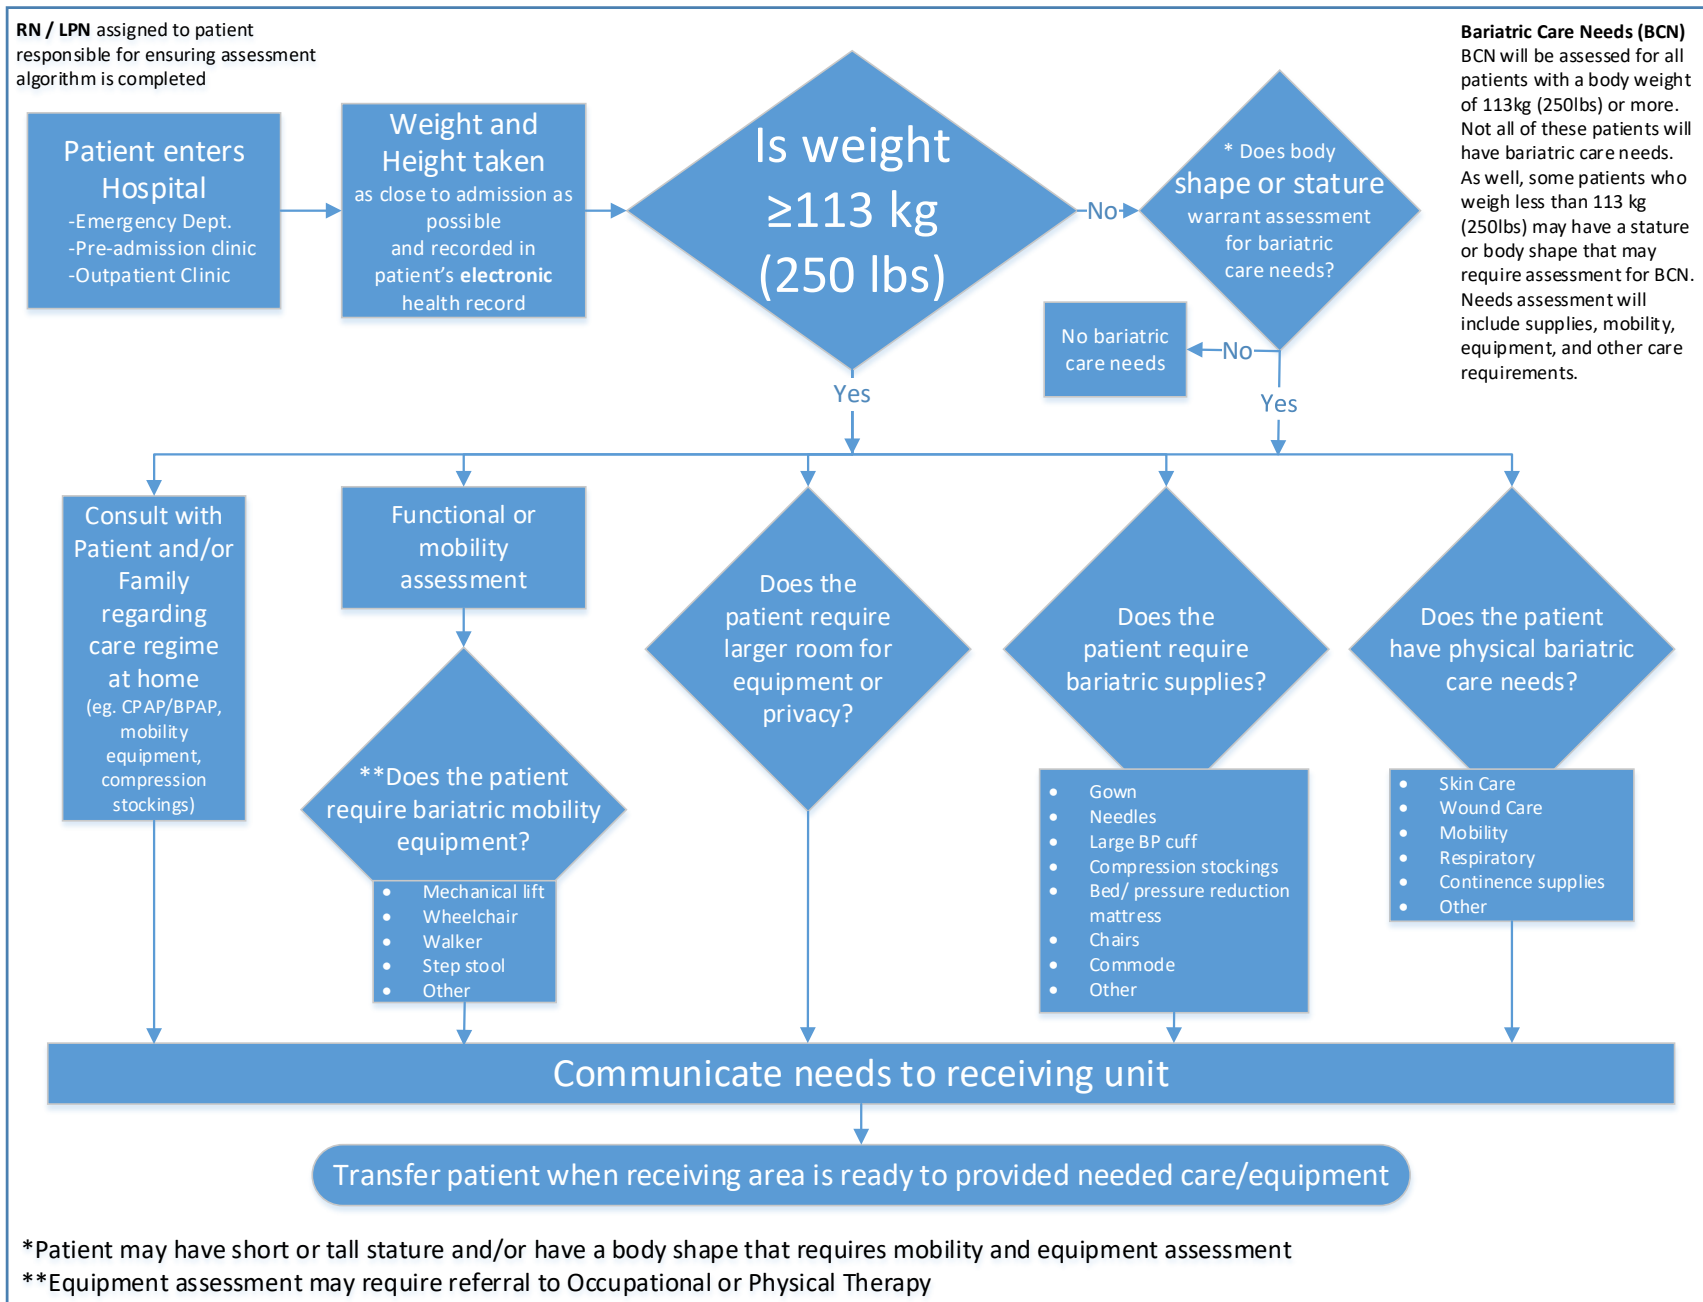 RN / LPN assigned to patient
responsible for ensuring assessment
algorithm is completed
Patient enters
Hospital
-Emergency Dept.
-Pre-admission clinic
-Outpatient Clinic
Weight and
Height taken
as close to admission as
possible
and recorded in
patient's electronic
health record
Is weight
≥113 kg
(250 lbs)
No
* Does body
shape or stature
warrant assessment
for bariatric
care needs?
Bariatric Care Needs (BCN)
BCN will be assessed for all
patients with a body weight
of 113kg (250lbs) or more.
Not all of these patients will
have bariatric care needs.
As well, some patients who
weigh less than 113 kg
(250lbs) may have a stature
or body shape that may
require assessment for BCN.
Needs assessment will
include supplies, mobility,
equipment, and other care
requirements.
No
No bariatric
care needs
Yes
Yes
Consult with
Patient and/or
Family
regarding
care regime
at home
(eg. CPAP/BPAP,
mobility
equipment,
compression
stockings)
Functional or
mobility
assessment
**Does the patient
require bariatric mobility
equipment?
• Mechanical lift
• Wheelchair
• Walker
• Step stool
• Other
Does the
patient require
larger room for
equipment or
privacy?
Does the
patient require
bariatric supplies?
• Gown
• Needles
• Large BP cuff
• Compression stockings
• Bed/ pressure reduction
mattress
• Chairs
• Commode
• Other
Does the patient
have physical bariatric
care needs?
• Skin Care
• Wound Care
• Mobility
• Respiratory
• Continence supplies
• Other
Communicate needs to receiving unit
Transfer patient when receiving area is ready to provided needed care/equipment
*Patient may have short or tall stature and/or have a body shape that requires mobility and equipment assessment
**Equipment assessment may require referral to Occupational or Physical Therapy